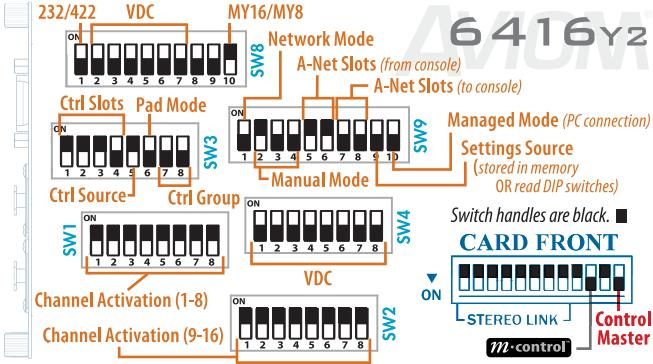 232/422 VDC MY16/MY8
ON
1 2 3 4 5 6 7 8 9 10
SW8
AVIOM
6416Y2
Network Mode
A-Net Slots (from console)
A-Net Slots (to console)
Ctrl Slots Pad Mode
ON
1 2 3 4 5 6 7 8
SW3
ON
1 2 3 4 5 6 7 8 9 10
SW9
Managed Mode (PC connection)
Settings Source
(stored in memory
OR read DIP switches)
Ctrl Source Ctrl Group
Manual Mode
Switch handles are black.
ON
1 2 3 4 5 6 7 8
SW1
ON
1 2 3 4 5 6 7 8
SW4
CARD FRONT
ON
STEREO LINK
m·control™
Control
Master
VDC
Channel Activation (1-8)
ON
1 2 3 4 5 6 7 8
SW2
Channel Activation (9-16)